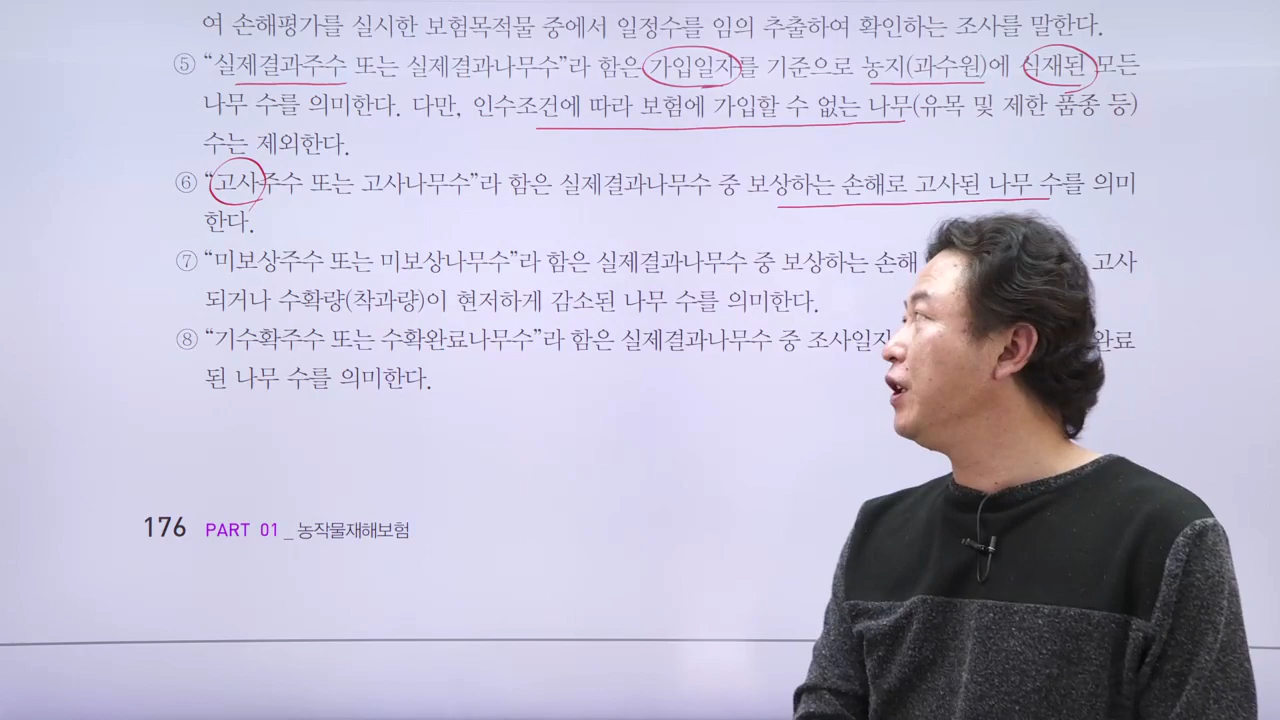 여 손해평가를 실시한 보험목적물 중에서 일정수를 임의 추출하여 확인하는 조사를 말한다.
⑤ “실제결과주수 또는 실제결과나무수”라 함은 가입일자를 기준으로 농지(과수원)에 식재된 모든
나무 수를 의미한다. 다만, 인수조건에 따라 보험에 가입할 수 없는 나무(유목 및 제한 품종 등)
수는 제외한다.
⑥ “고사주수 또는 고사나무수”라 함은 실제결과나무수 중 보상하는 손해로 고사된 나무 수를 의미
한다.
⑦ “미보상주수 또는 미보상나무수”라 함은 실제결과나무수 중 보상하는 손해 고사
되거나 수확량(착과량)이 현저하게 감소된 나무 수를 의미한다.
⑧ “기수확주수 또는 수확완료나무수”라 함은 실제결과나무수 중 조사일자 완료
된 나무 수를 의미한다.
176 PART 01 _ 농작물재해보험